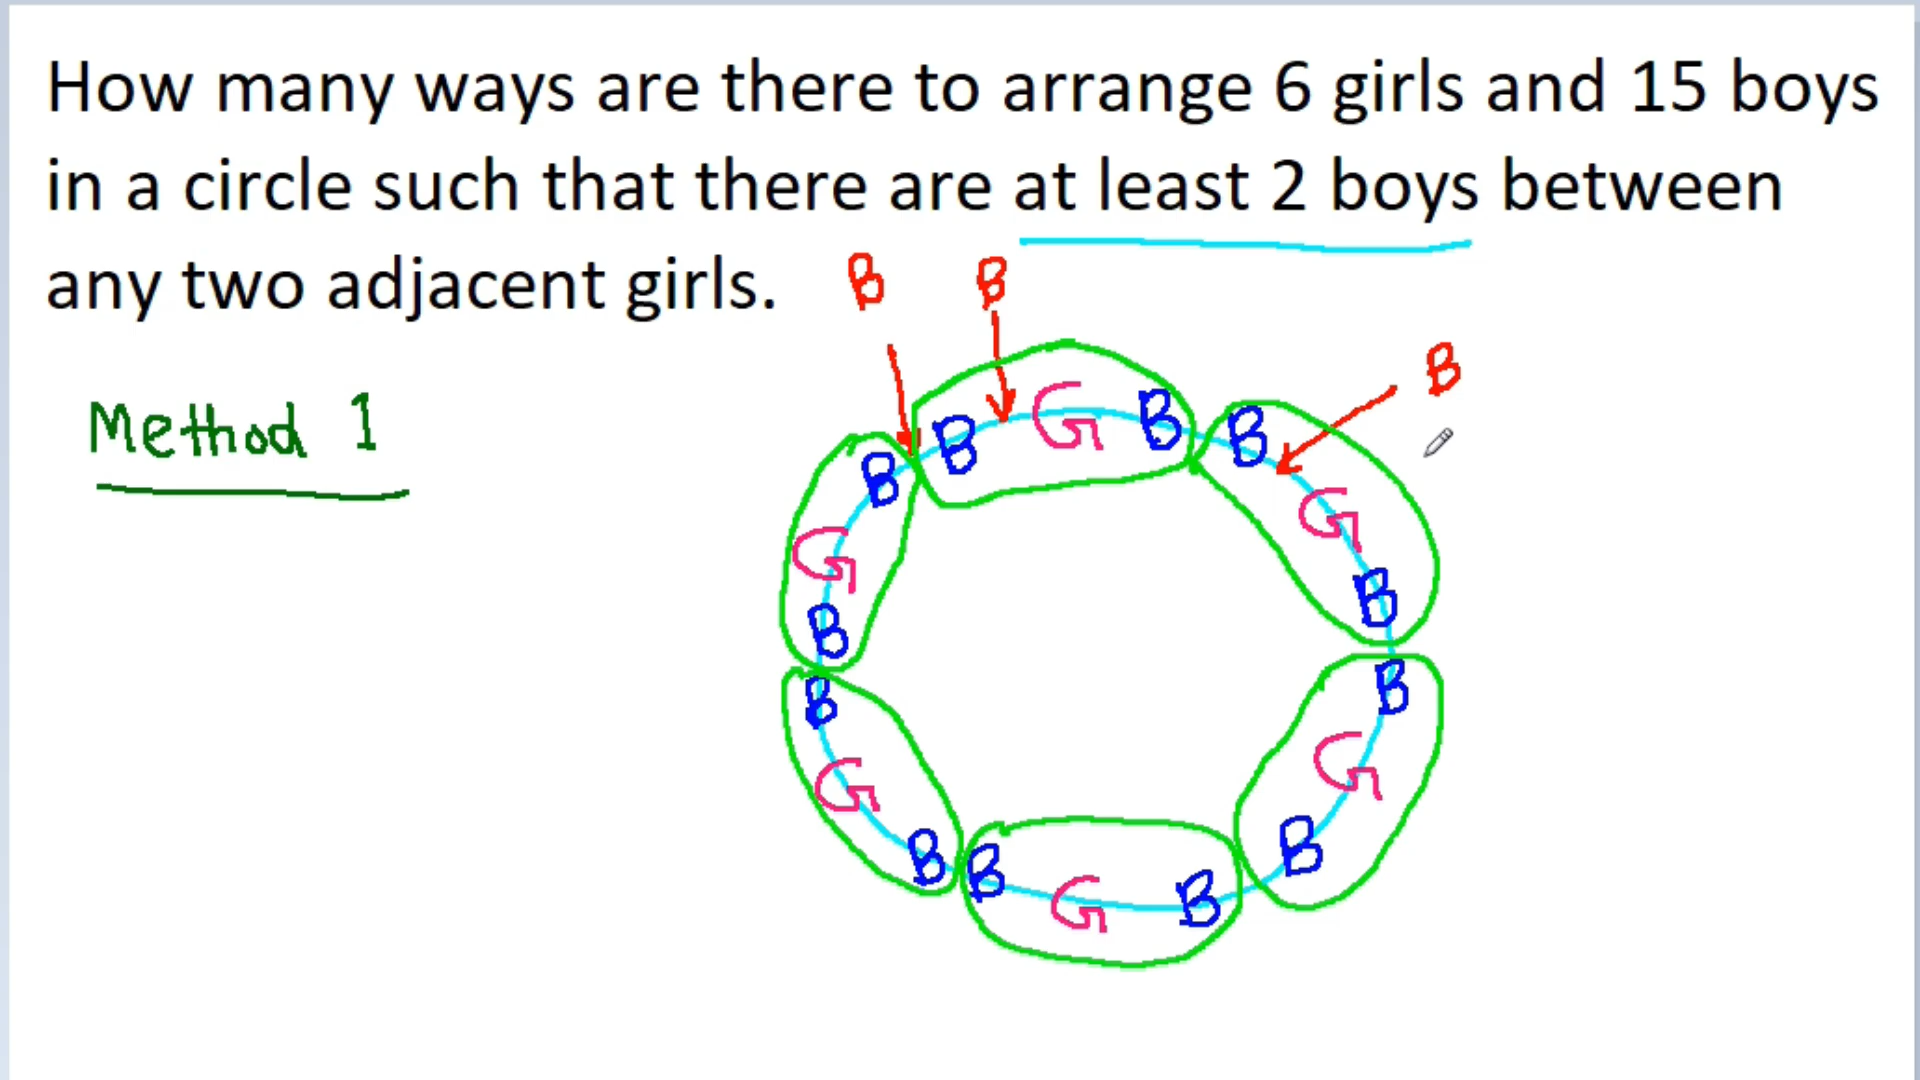 How many ways are there to arrange 6 girls and 15 boys
in a circle such that there are at least 2 boys between
any two adjacent girls.
B B
B
Method 1
B G B B
B G
G B
B B
B G
G B
B B G B